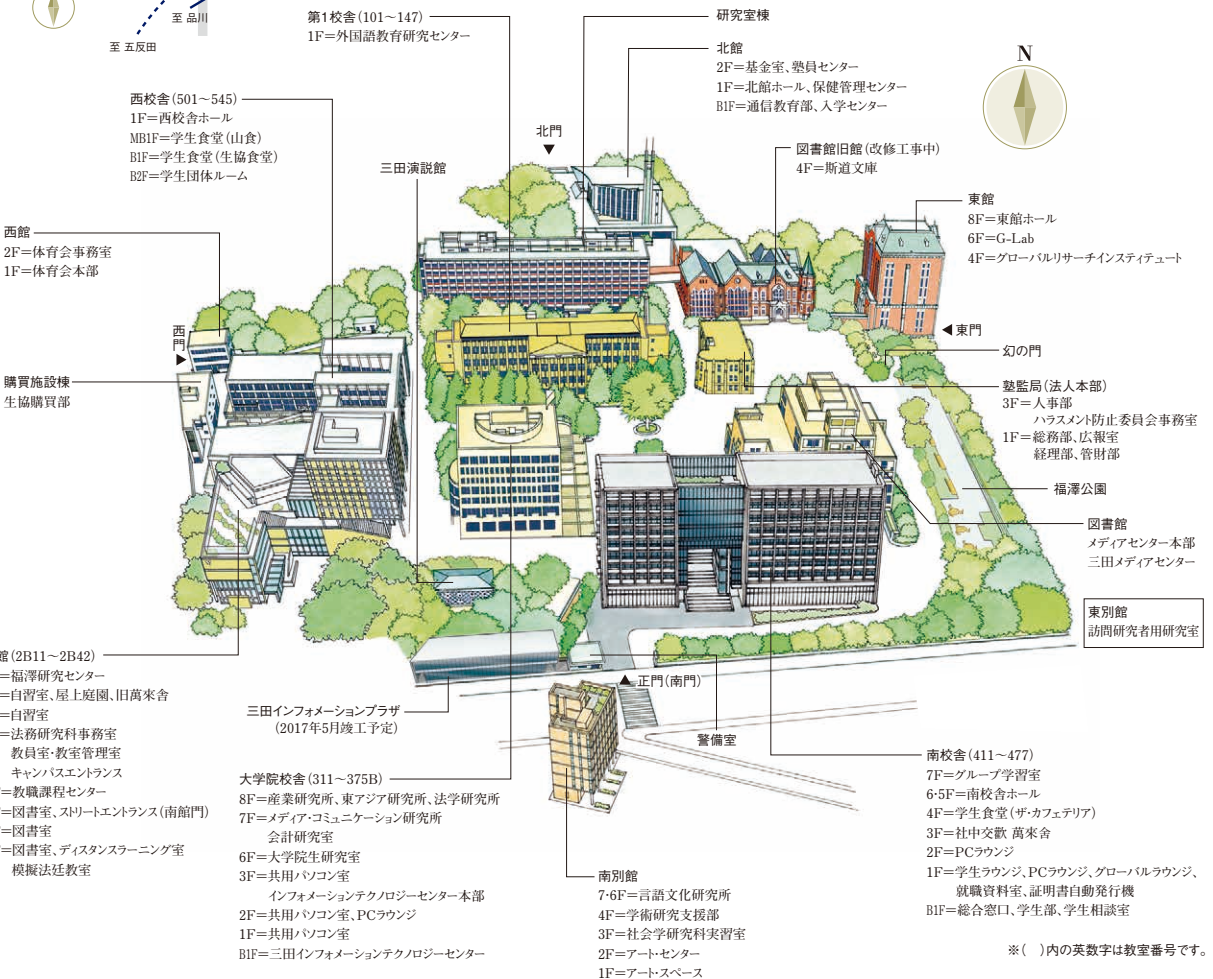 至 品川
至 五反田
第1校舎(101～147)
1F＝外国語教育研究センター
研究室棟
北館
2F＝基金室、塾員センター
1F＝北館ホール、保健管理センター
B1F＝通信教育部、入学センター
N
西校舎(501～545)
1F＝西校舎ホール
MB1F＝学生食堂(山食)
B1F＝学生食堂(生協食堂)
B2F＝学生団体ルーム
北門
三田演説館
図書館旧館(改修工事中)
4F＝斯道文庫
東館
8F＝東館ホール
6F＝G-Lab
4F＝グローバルリサーチインスティテュート
西館
2F＝体育会事務室
1F＝体育会本部
西門
東門
幻の門
購買施設棟
生協購買部
塾監局(法人本部)
3F＝人事部
ハラスメント防止委員会事務室
1F＝総務部、広報室
経理部、管財部
福澤公園
図書館
メディアセンター本部
三田メディアセンター
東別館
訪問研究者用研究室
館(2B11～2B42)
＝福澤研究センター
＝自習室、屋上庭園、旧萬來舎
＝自習室
＝法務研究科事務室
教員室・教室管理室
キャンパスエントランス
＝教職課程センター
＝図書室、ストリートエントランス(南館門)
＝図書室
＝図書室、ディスタンスラーニング室
模擬法廷教室
三田インフォメーションプラザ
(2017年5月竣工予定)
正門(南門)
警備室
大学院校舎(311～375B)
8F＝産業研究所、東アジア研究所、法学研究所
7F＝メディア・コミュニケーション研究所
会計研究室
6F＝大学院生研究室
3F＝共用パソコン室
インフォメーションテクノロジーセンター本部
2F＝共用パソコン室、PCラウンジ
1F＝共用パソコン室
B1F＝三田インフォメーションテクノロジーセンター
南別館
7・6F＝言語文化研究所
4F＝学術研究支援部
3F＝社会学研究科実習室
2F＝アート・センター
1F＝アート・スペース
南校舎(411～477)
7F＝グループ学習室
6・5F＝南校舎ホール
4F＝学生食堂(ザ・カフェテリア)
3F＝社中交歓 萬來舎
2F＝PCラウンジ
1F＝学生ラウンジ、PCラウンジ、グローバルラウンジ、
就職資料室、証明書自動発行機
B1F＝総合窓口、学生部、学生相談室
※(　)内の英数字は教室番号です。